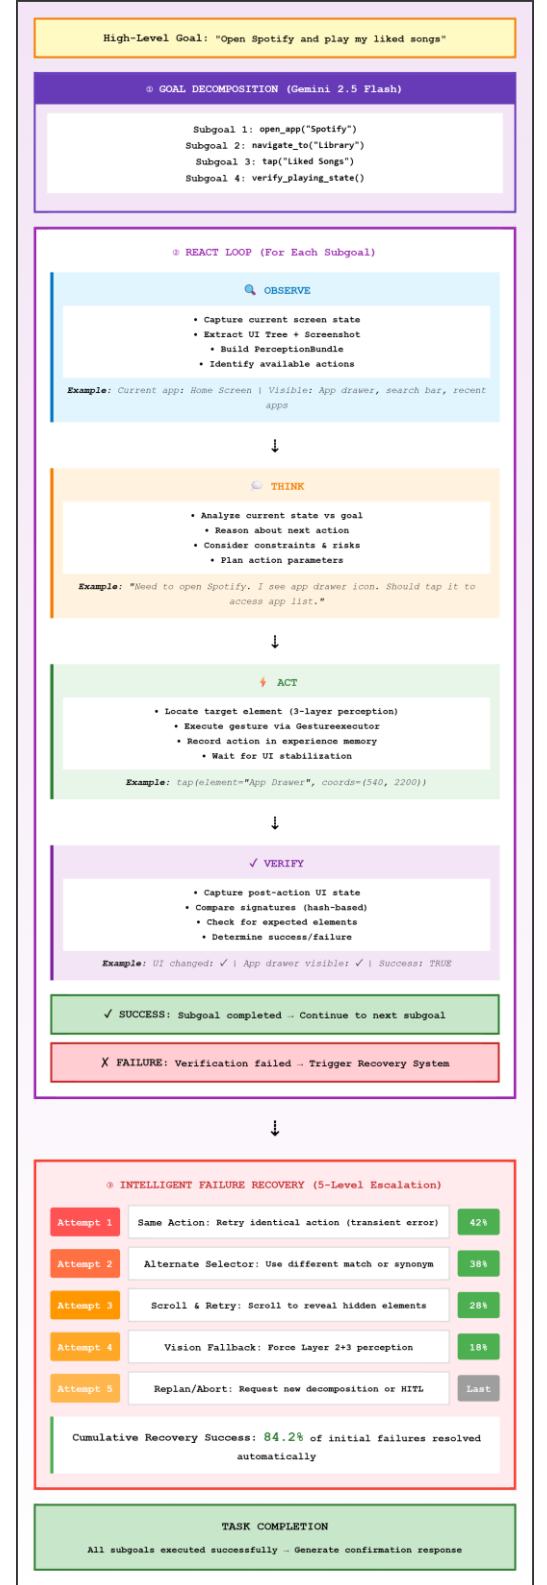 High-Level Goal: "Open Spotify and play my liked songs"
① GOAL DECOMPOSITION (Gemini 2.5 Flash)
Subgoal 1: open_app("Spotify")
Subgoal 2: navigate_to("Library")
Subgoal 3: tap("Liked Songs")
Subgoal 4: verify_playing_state()
② REACT LOOP (For Each Subgoal)
🔍 OBSERVE
• Capture current screen state
• Extract UI Tree + Screenshot
• Build PerceptionBundle
• Identify available actions
Example: Current app: Home Screen | Visible: App drawer, search bar, recent
apps
↓
💭 THINK
• Analyze current state vs goal
• Reason about next action
• Consider constraints & risks
• Plan action parameters
Example: "Need to open Spotify. I see app drawer icon. Should tap it to
access app list."
↓
⚡ ACT
• Locate target element (3-layer perception)
• Execute gesture via Gestureexecutor
• Record action in experience memory
• Wait for UI stabilization
Example: tap(element="App Drawer", coords=(540, 2200))
↓
✓ VERIFY
• Capture post-action UI state
• Compare signatures (hash-based)
• Check for expected elements
• Determine success/failure
Example: UI changed: ✓ | App drawer visible: ✓ | Success: TRUE
✓ SUCCESS: Subgoal completed → Continue to next subgoal
✗ FAILURE: Verification failed → Trigger Recovery System
↓
③ INTELLIGENT FAILURE RECOVERY (5-Level Escalation)
Attempt 1 Same Action: Retry identical action (transient error) 42%
Attempt 2 Alternate Selector: Use different match or synonym 38%
Attempt 3 Scroll & Retry: Scroll to reveal hidden elements 28%
Attempt 4 Vision Fallback: Force Layer 2+3 perception 18%
Attempt 5 Replan/Abort: Request new decomposition or HITL Last
Cumulative Recovery Success: 84.2% of initial failures resolved
automatically
TASK COMPLETION
All subgoals executed successfully → Generate confirmation response